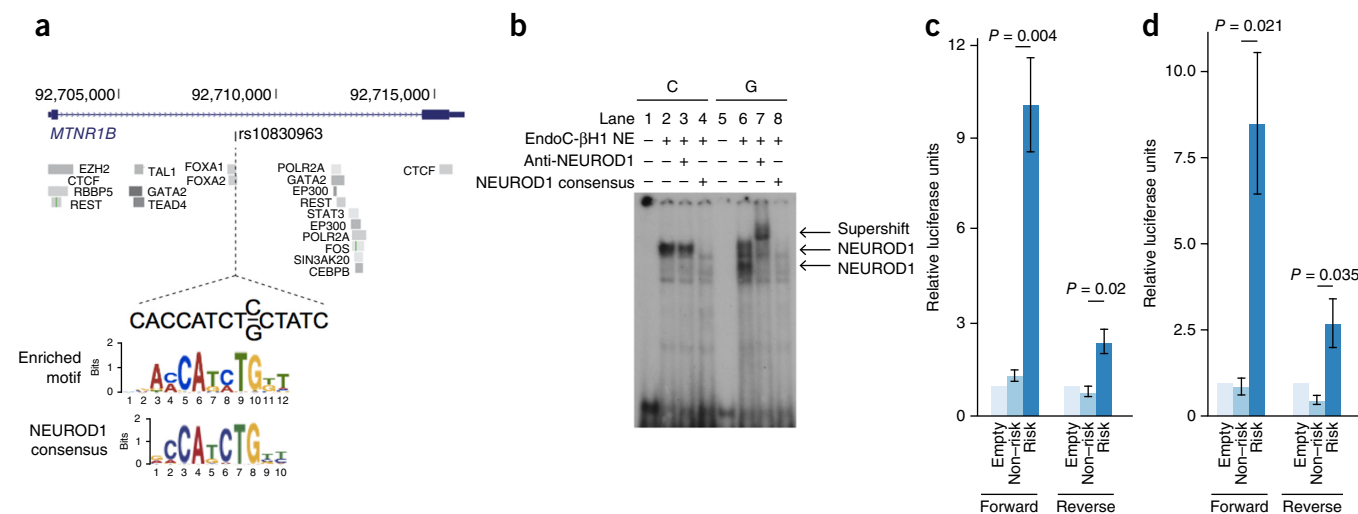 a
92,705,000
92,710,000
92,715,000
MTNR1B
rs10830963
EZH2
CTCF
RBBP5
REST
TAL1
GATA2
TEAD4
FOXA1
FOXA2
POLR2A
GATA2
EP300
REST
STAT3
EP300
POLR2A
FOS
SIN3AK20
CEBPB
CTCF
C
CACCATCT=CTATC
G
Enriched motif
Bits
2
1
0
1 2 3 4 5 6 7 8 9 10 11 12
NEUROD1 consensus
Bits
2
1
0
1 2 3 4 5 6 7 8 9 10
b
C G
Lane 1 2 3 4 5 6 7 8
EndoC-βH1 NE – + + + – + + +
Anti-NEUROD1 – – + – – – + –
NEUROD1 consensus – – – + – – – +
Supershift
NEUROD1
NEUROD1
c
Relative luciferase units
12
9
6
3
0
P = 0.004
P = 0.02
Empty
Non–risk
Risk
Empty
Non–risk
Risk
Forward Reverse
d
Relative luciferase units
10.0
7.5
5.0
2.5
0
P = 0.021
P = 0.035
Empty
Non–risk
Risk
Empty
Non–risk
Risk
Forward Reverse